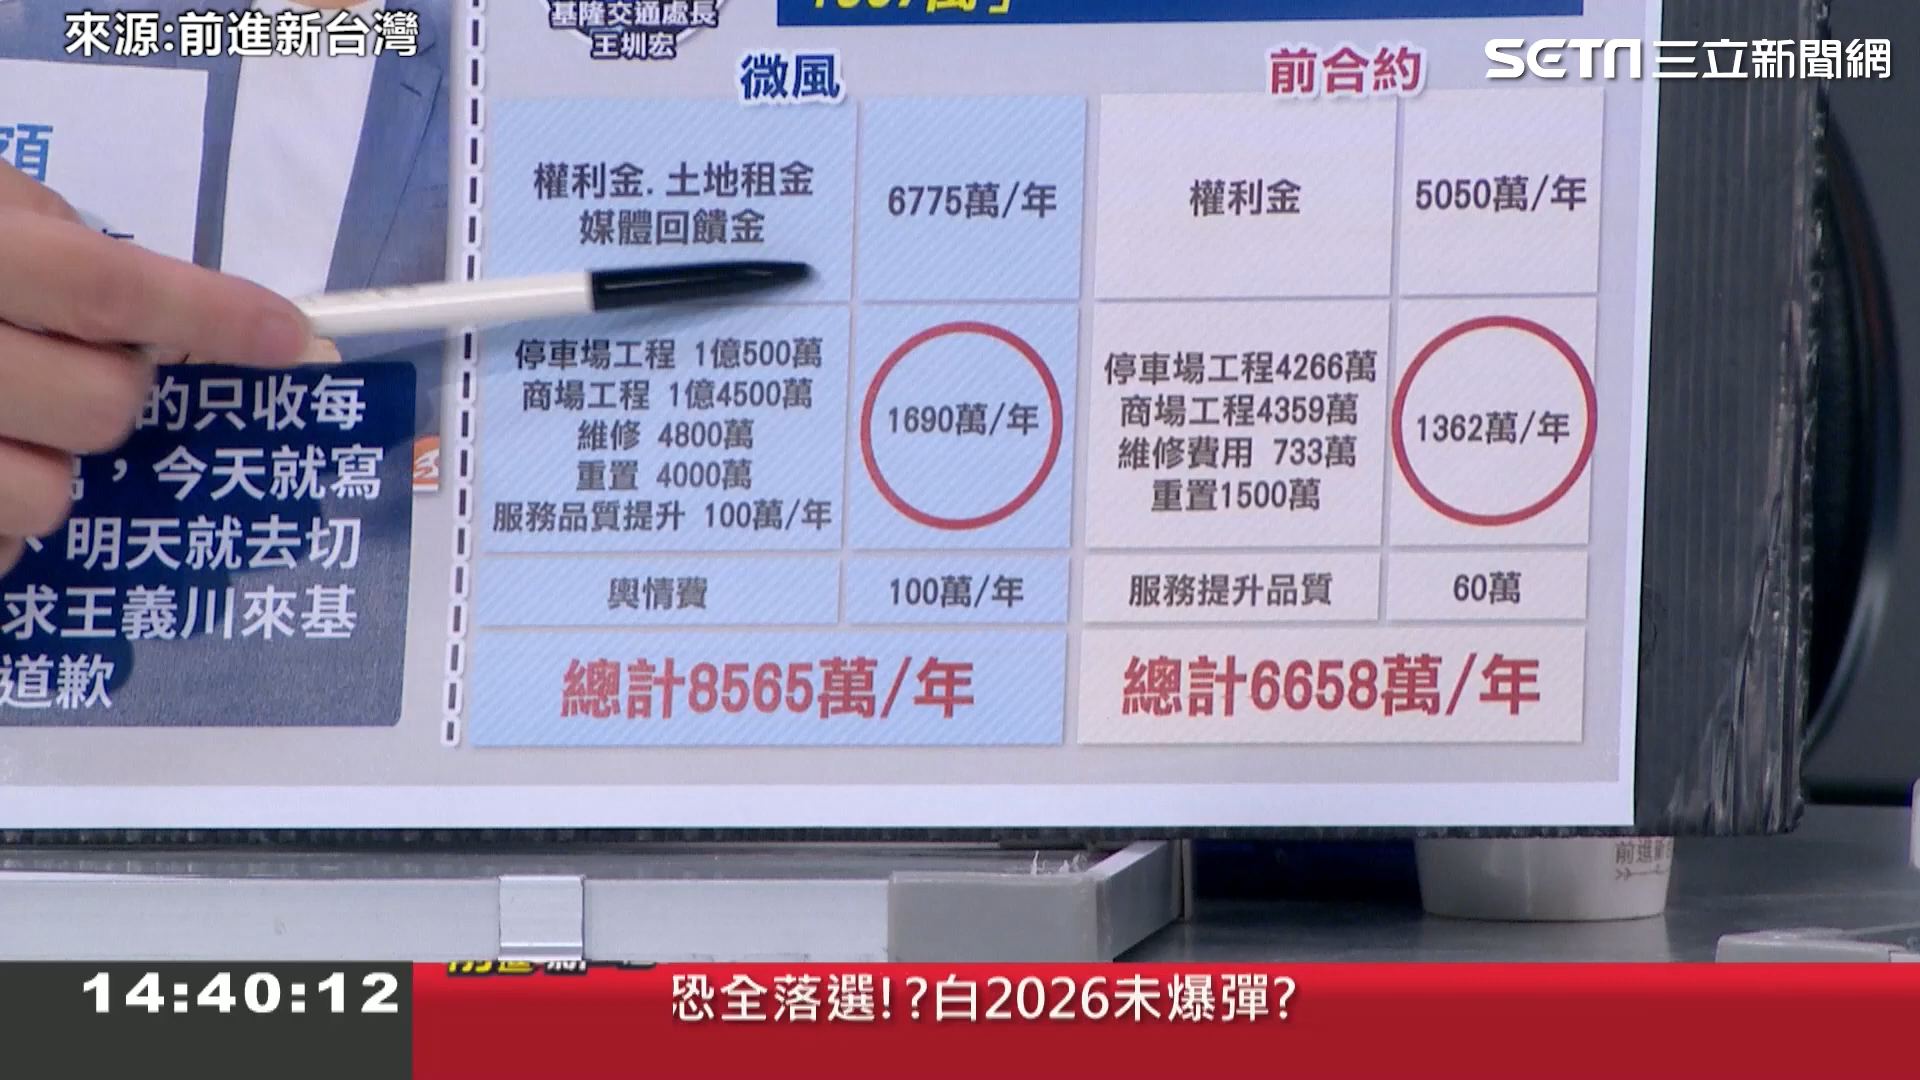 來源:前進新台灣
SETN三立新聞網
基隆交通處長
王圳宏
額
的只收每
,今天就寫
、明天就去切
求王義川來基
道歉
微風
權利金.土地租金
媒體回饋金
6775萬/年
停車場工程 1億500萬
商場工程 1億4500萬
維修 4800萬
重置 4000萬
服務品質提升 100萬/年
1690萬/年
輿情費
100萬/年
總計8565萬/年
前合約
權利金
5050萬/年
停車場工程4266萬
商場工程4359萬
維修費用 733萬
重置1500萬
1362萬/年
服務提升品質
60萬
總計6658萬/年
14:40:12
恐全落選!?白2026未爆彈?